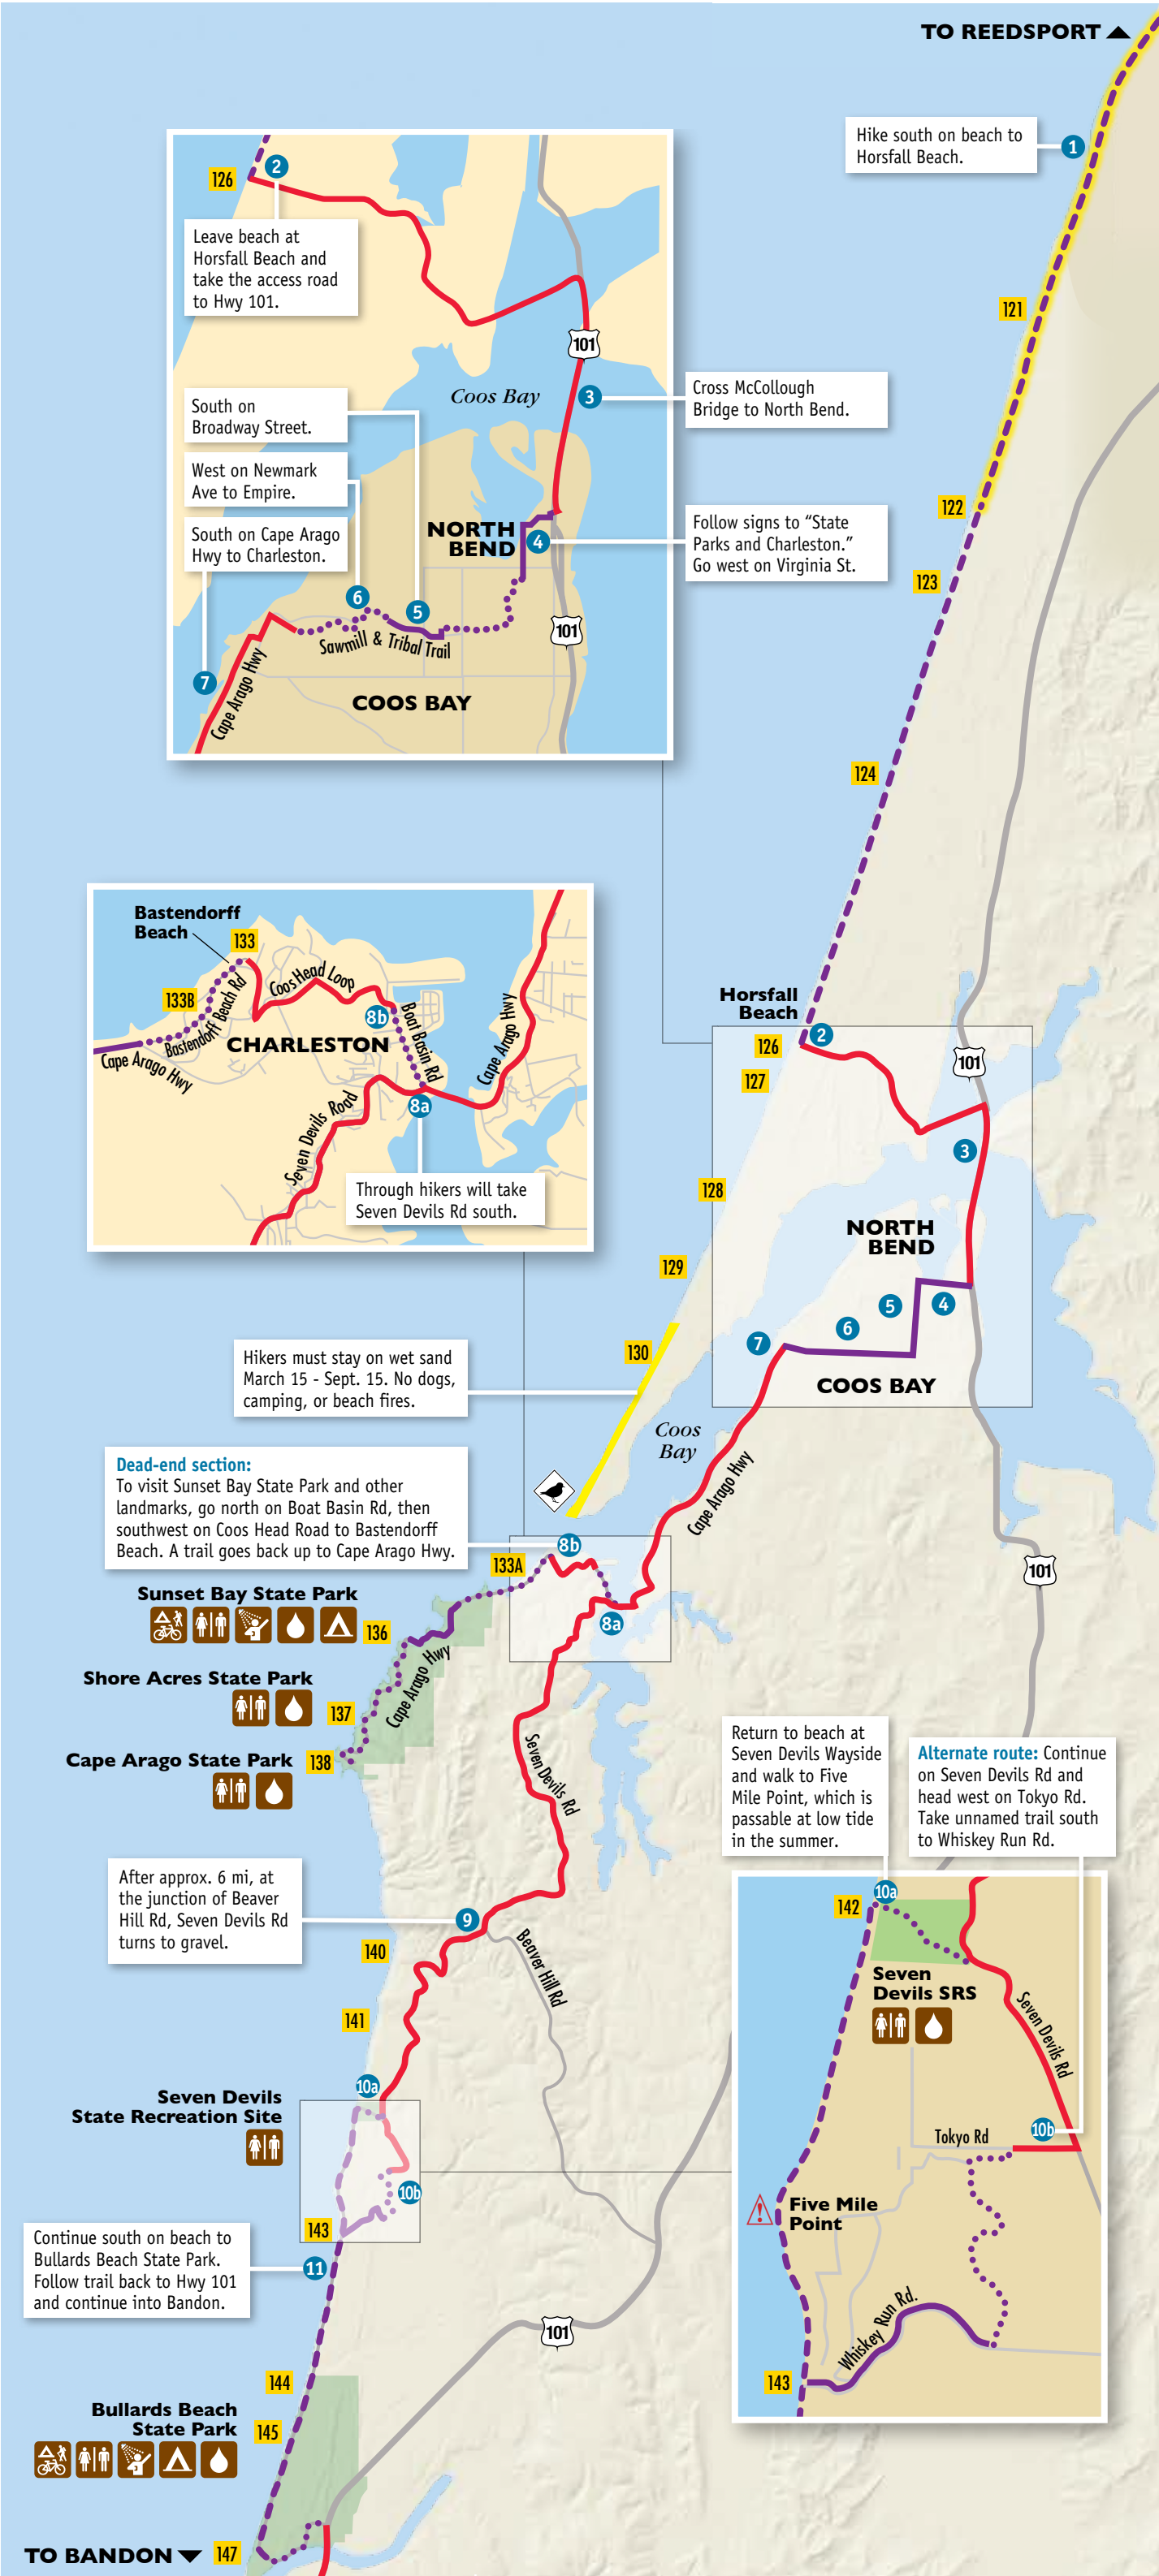 TO REEDSPORT
Hike south on beach to
Horsfall Beach.
1
121
122
123
124
126
2
Leave beach at
Horsfall Beach and
take the access road
to Hwy 101.
101
Coos Bay
3
Cross McCollough
Bridge to North Bend.
South on
Broadway Street.
West on Newmark
Ave to Empire.
South on Cape Arago
Hwy to Charleston.
NORTH
BEND
4
Follow signs to “State
Parks and Charleston.”
Go west on Virginia St.
6
5
101
Sawmill & Tribal Trail
7
Cape Arago Hwy
COOS BAY
Bastendorff
Beach
133
133B
Coos Head Loop
Bastendorff Beach Rd
8b
Boat Basin Rd
Cape Arago Hwy
CHARLESTON
Cape Arago Hwy
8a
Seven Devils Road
Through hikers will take
Seven Devils Rd south.
Horsfall
Beach
126
2
127
101
3
128
NORTH
BEND
129
5
4
6
7
130
COOS BAY
Hikers must stay on wet sand
March 15 - Sept. 15. No dogs,
camping, or beach fires.
Coos
Bay
Cape Arago Hwy
Dead-end section:
To visit Sunset Bay State Park and other
landmarks, go north on Boat Basin Rd, then
southwest on Coos Head Road to Bastendorff
Beach. A trail goes back up to Cape Arago Hwy.
8b
133A
101
8a
Sunset Bay State Park
136
Cape Arago Hwy
Shore Acres State Park
137
Cape Arago State Park
138
Seven Devils Rd
Return to beach at
Seven Devils Wayside
and walk to Five
Mile Point, which is
passable at low tide
in the summer.
Alternate route: Continue
on Seven Devils Rd and
head west on Tokyo Rd.
Take unnamed trail south
to Whiskey Run Rd.
After approx. 6 mi, at
the junction of Beaver
Hill Rd, Seven Devils Rd
turns to gravel.
9
140
Beaver Hill Rd
141
10a
Seven Devils
State Recreation Site
10b
143
10a
142
Seven
Devils SRS
Seven Devils Rd
10b
Tokyo Rd
Five Mile
Point
Whiskey Run Rd.
143
Continue south on beach to
Bullards Beach State Park.
Follow trail back to Hwy 101
and continue into Bandon.
11
101
144
Bullards Beach
State Park
145
TO BANDON
147